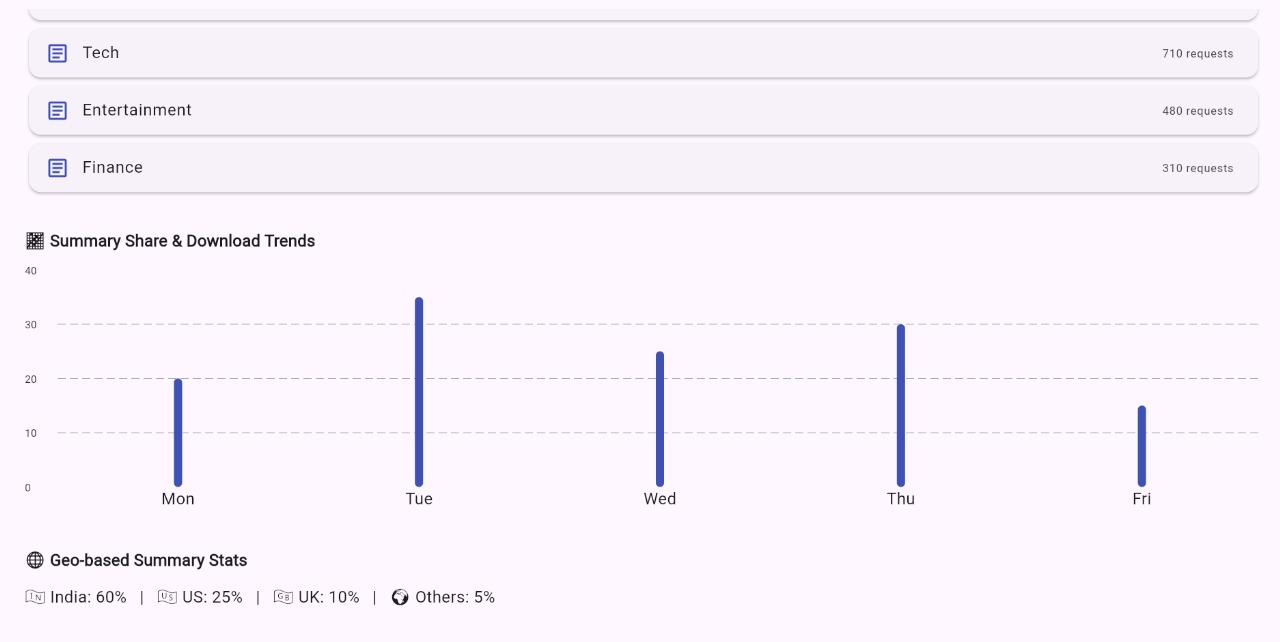 Tech 710 requests
Entertainment 480 requests
Finance 310 requests
Summary Share & Download Trends
40
30
20
10
0
Mon Tue Wed Thu Fri
Geo-based Summary Stats
IN India: 60% | US US: 25% | GB UK: 10% | Others: 5%